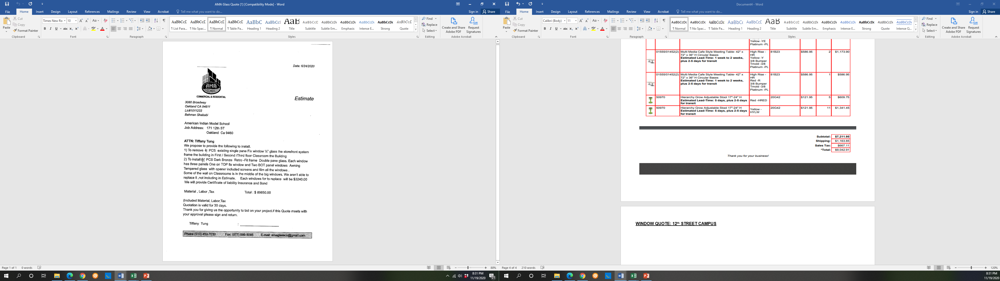 AMA Glass Quote (1) [Compatibility Mode] - Word
File Home Insert Design Layout References Mailings Review View Acrobat Tell me what you want to do... Sign in Share
Paste
Cut
Copy
Format Painter
Clipboard
Times New Ro 10
Font
Paragraph
¶ List Para... ¶ No Spac... ¶ Normal ¶ Table Pa... Heading 1 Heading 2 Title Subtitle Subtle Em... Emphasis Intense E... Strong Quote
Styles
Find
Replace
Select
Editing
Create and Share Adobe PDF
Request Signatures
Adobe Acrobat
Date: 6/24/2020
AMA
GLASS
COMMERCIAL & RESIDENTIAL
Estimate
3080 Broadway
Oakland CA 94611
Lic#1011233
Bahman Shababi
American Indian Model School
Job Address: 171 12th ST
Oakland Ca 9460
ATTN: Tiffany Tung
We propose to provide the following to install.
1) To remove PCS existing single pane Fix window ¼" glass the storefront system
frame the building in First / Second /Third floor Classroom the Building
2) To install PCS Dark Bronze Retro -Fit frame Double pane glass. Each window
has three panels One on TOP fix window and Two BOT panel windows Awning
Tempered glass with opener included screens and film all the windows .
Some of the wall on Classrooms is in the middle of the big windows. We aren't able to
replace it ,not including in Estimate. Each windows for to replace will be $3240.00
We will provide Certificate of liability Insurance and Bond
Material , Labor ,Tax Total : $ 89850.00
(Included Material, Labor,Tax
Quotation is valid for 30 days.
Thank you for giving us the opportunity to bid on your project.if this Quote meets with
your approval please sign and return.
Tiffany Tung :
Phone (510) 453-7030 Fax: (877) 666-5095 E-mail: amaglassco@gmail.com
Page 1 of 1 0 words 80%
8:31 PM
11/19/2020
21
Document4 - Word
File Home Insert Design Layout References Mailings Review View Acrobat Tell me what you want to do... Sign in Share
Paste
Cut
Copy
Format Painter
Clipboard
Calibri (Body) 11
Font
Paragraph
¶ Normal ¶ No Spac... ¶ Table Pa... Heading 1 Heading 2 Title Subtitle Subtle Em... Emphasis Intense E... Strong Quote Intense Q...
Styles
Find
Replace
Select
Editing
Create and Share Adobe PDF
Request Signatures
Adobe Acrobat
Yellow -YE
Platinum -PL
01555/01452(2) Multi Media Cafe Style Meeting Table- 42" x High Rise - 81B23 $586.95 2 $1,173.90
72" x 36" H Circular Bases HR
Estimated Lead-Time: 1 week to 2 weeks, Yellow -Y
plus 2-5 days for transit 3/8 Bumper
Tmold -3/8
Platinum -PL
01555/01452(2) Multi Media Cafe Style Meeting Table- 42" x High Rise - 81B23 $586.95 1 $586.95
72" x 36" H Circular Bases HR
Estimated Lead-Time: 1 week to 2 weeks, Red -R
plus 2-5 days for transit 3/8 Bumper
Tmold -3/8
Platinum -PL
50970 Hierarchy Grow Adjustable Stool 17"-24" H 20G42 $121.95 5 $609.75
Estimated Lead-Time: 5 days, plus 2-5 days Red -HRED
for transit
50970 Hierarchy Grow Adjustable Stool 17"-24" H 20G42 $121.95 11 $1,341.45
Estimated Lead-Time: 5 days, plus 2-5 days Yellow -
for transit HYLW
Subtotal: $7,211.95
Shipping: $1,163.85
Sales Tax: $667.11
*Total: $9,042.91
Thank you for your business!
WINDOW QUOTE: 12th STREET CAMPUS
Page 4 of 4 210 words 120%
8:31 PM
11/19/2020